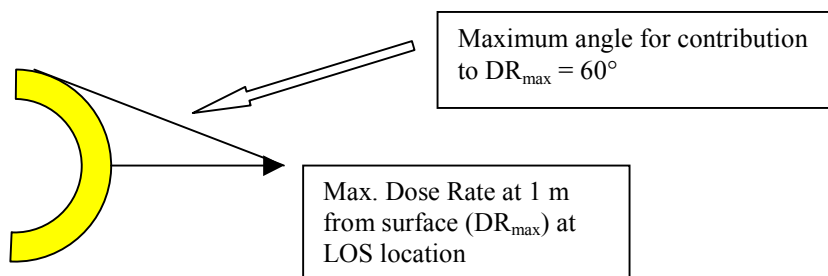 Maximum angle for contribution
to DRmax = 60°
Max. Dose Rate at 1 m
from surface (DRmax) at
LOS location